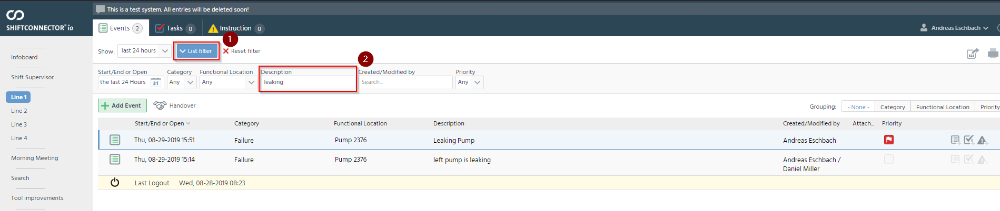 This is a test system. All entries will be deleted soon!
SHIFTCONNECTOR® io
Events 2 Tasks 0 Instruction 0
Andreas Eschbach
1
Show: last 24 hours List filter Reset filter
XLS
2
Start/End or Open Category Functional Location Description Created/Modified by Priority
the last 24 Hours 31 Any Any leaking Search... Any
Add Event Handover
Grouping: - None - Category Functional Location Priority
Start/End or Open Category Functional Location Description Created/Modified by Attach... Priority
Thu, 08-29-2019 15:51 Failure Pump 2376 Leaking Pump Andreas Eschbach
Thu, 08-29-2019 15:14 Failure Pump 2376 left pump is leaking Andreas Eschbach /
Daniel Miller
Last Logout Wed, 08-28-2019 08:23
Infoboard
Shift Supervisor
Line 1
Line 2
Line 3
Line 4
Morning Meeting
Search
Tool improvements